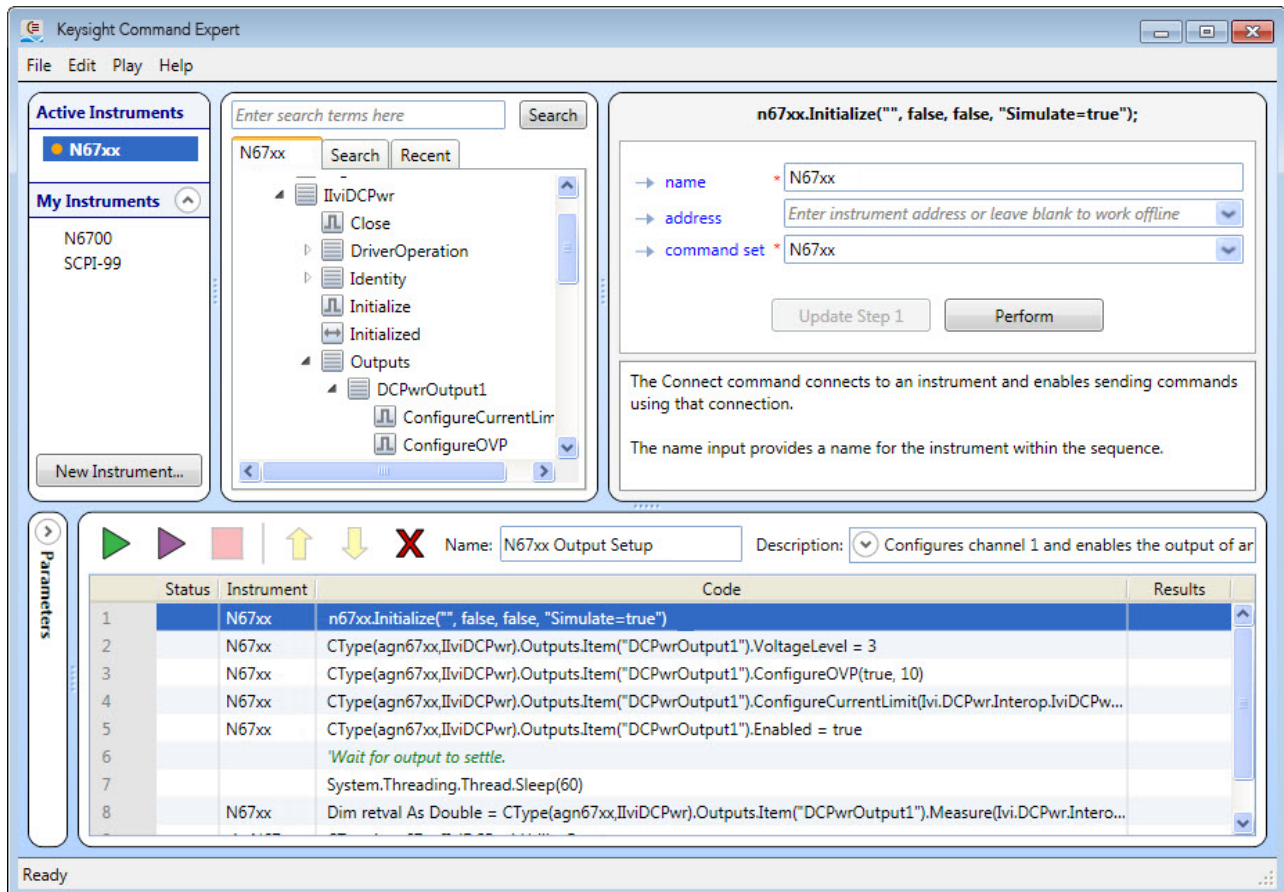 Keysight Command Expert
File Edit Play Help
Active Instruments
N67xx
My Instruments
N6700
SCPI-99
New Instrument...
Enter search terms here
Search
N67xx Search Recent
IIviDCPwr
Close
DriverOperation
Identity
Initialize
Initialized
Outputs
DCPwrOutput1
ConfigureCurrentLim
ConfigureOVP
n67xx.Initialize("", false, false, "Simulate=true");
name * N67xx
address Enter instrument address or leave blank to work offline
command set * N67xx
Update Step 1 Perform
The Connect command connects to an instrument and enables sending commands
using that connection.
The name input provides a name for the instrument within the sequence.
Parameters
Name: N67xx Output Setup Description: Configures channel 1 and enables the output of ar
Status Instrument Code Results
1 N67xx n67xx.Initialize("", false, false, "Simulate=true")
2 N67xx CType(agn67xx,IIviDCPwr).Outputs.Item("DCPwrOutput1").VoltageLevel = 3
3 N67xx CType(agn67xx,IIviDCPwr).Outputs.Item("DCPwrOutput1").ConfigureOVP(true, 10)
4 N67xx CType(agn67xx,IIviDCPwr).Outputs.Item("DCPwrOutput1").ConfigureCurrentLimit(Ivi.DCPwr.Interop.IviDCPw...
5 N67xx CType(agn67xx,IIviDCPwr).Outputs.Item("DCPwrOutput1").Enabled = true
6 'Wait for output to settle.
7 System.Threading.Thread.Sleep(60)
8 N67xx Dim retval As Double = CType(agn67xx,IIviDCPwr).Outputs.Item("DCPwrOutput1").Measure(Ivi.DCPwr.Intero...
Ready